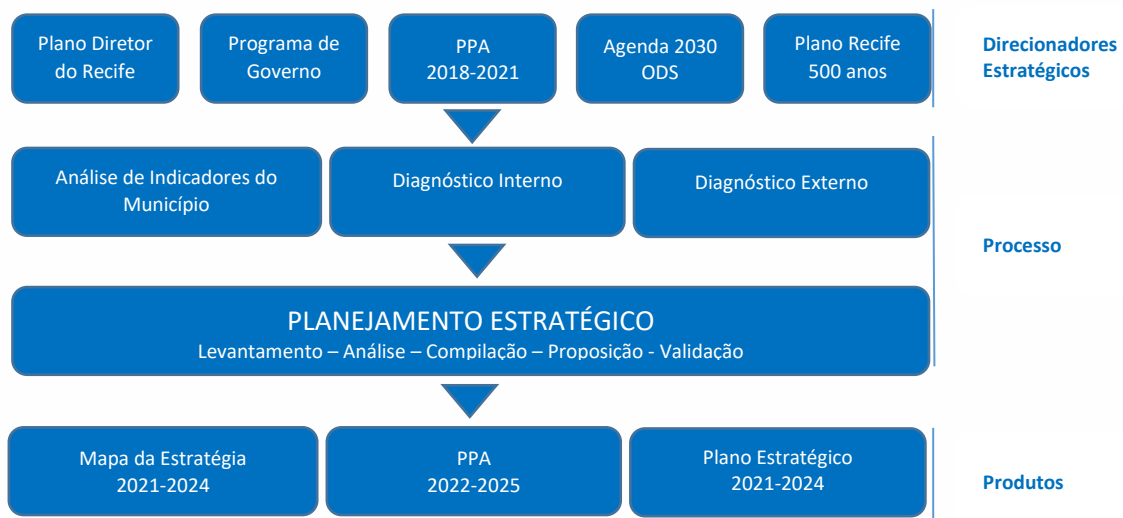 Plano Diretor
do Recife
Programa de
Governo
PPA
2018-2021
Agenda 2030
ODS
Plano Recife
500 anos
Direcionadores
Estratégicos
Análise de Indicadores do
Município
Diagnóstico Interno
Diagnóstico Externo
Processo
PLANEJAMENTO ESTRATÉGICO
Levantamento – Análise – Compilação – Proposição - Validação
Mapa da Estratégia
2021-2024
PPA
2022-2025
Plano Estratégico
2021-2024
Produtos